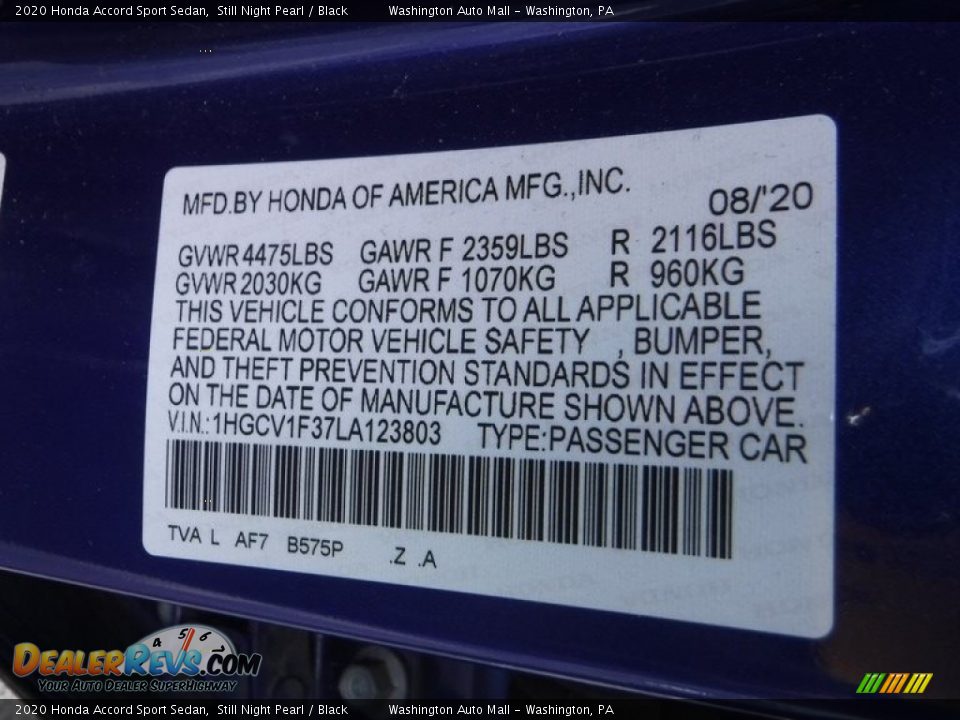 2020 Honda Accord Sport Sedan, Still Night Pearl / Black Washington Auto Mall - Washington, PA
MFD.BY HONDA OF AMERICA MFG.,INC. 08/'20
GVWR 4475LBS GAWR F 2359LBS R 2116LBS
GVWR 2030KG GAWR F 1070KG R 960KG
THIS VEHICLE CONFORMS TO ALL APPLICABLE
FEDERAL MOTOR VEHICLE SAFETY , BUMPER,
AND THEFT PREVENTION STANDARDS IN EFFECT
ON THE DATE OF MANUFACTURE SHOWN ABOVE.
V.I.N.:1HGCV1F37LA123803 TYPE:PASSENGER CAR
TVA L AF7 B575P .Z .A
4 5 6
DEALERREVS.COM
Your Auto Dealer SuperHighway
2020 Honda Accord Sport Sedan, Still Night Pearl / Black Washington Auto Mall - Washington, PA